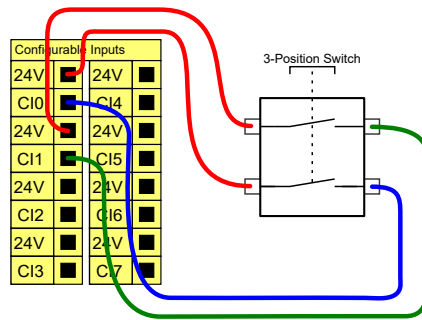 Configurable Inputs
3-Position Switch
24V 24V
CI0 CI4
24V 24V
CI1 CI5
24V 24V
CI2 CI6
24V 24V
CI3 CI7